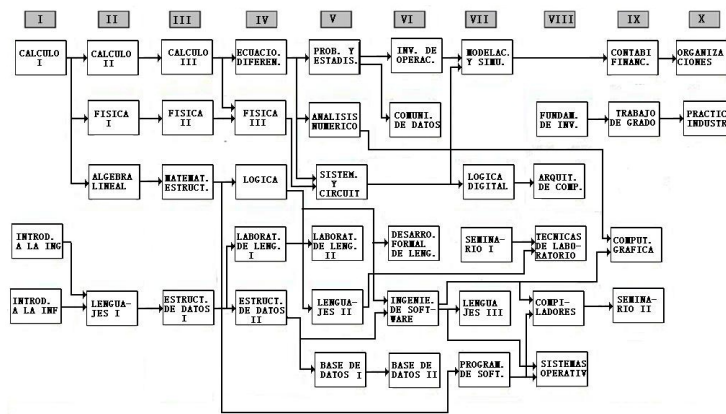 I II III IV V VI VII VIII IX X
CALCULO I
CALCULO II
CALCULO III
ECUACIO. DIFEREN.
PROB. Y ESTADIS.
INV. DE OPERAC.
MODELAC. Y SIMU.
CONTABI FINANC.
ORGANIZA CIONES
FISICA I
FISICA II
FISICA III
ANALISIS NUMERICO
COMUNI. DE DATOS
FUNDAM. DE INV.
TRABAJO DE GRADO
PRACTIC INDUSTR
ALGEBRA LINEAL
MATEMAT. ESTRUCT.
LOGICA
SISTEM. Y CIRCUIT
LOGICA DIGITAL
ARQUIT. DE COMP.
INTROD. A LA ING
LABORAT. DE LENG. I
LABORAT. DE LENG. II
DESARRO. FORMAL DE LENG.
SEMINA- RIO I
TECNICAS DE LABO- RATORIO
COMPUT. GRAFICA
INTROD. A LA INF
LENGUA- JES I
ESTRUCT. DE DATOS I
ESTRUCT. DE DATOS II
LENGUA- JES II
INGENIE. DE SOFT- WARE
LENGUA JES III
COMPI- LADORES
SEMINA- RIO II
BASE DE DATOS I
BASE DE DATOS II
PROGRAM. DE SOFT.
SISTEMAS OPERATIV